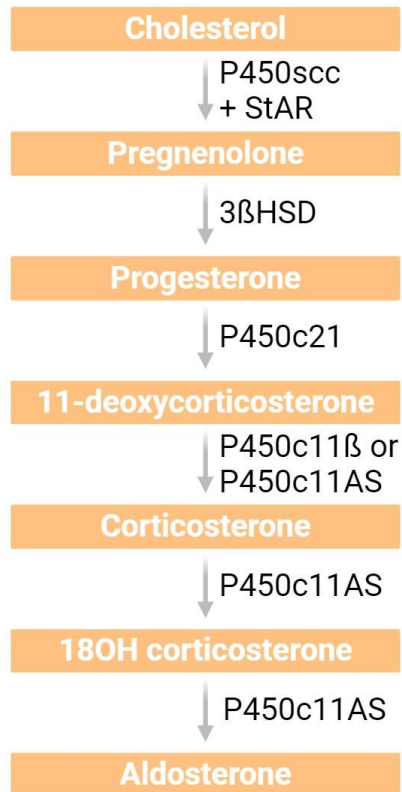 Cholesterol
P450scc
+ StAR
Pregnenolone
3ßHSD
Progesterone
P450c21
11-deoxycorticosterone
P450c11ß or
P450c11AS
Corticosterone
P450c11AS
18OH corticosterone
P450c11AS
Aldosterone